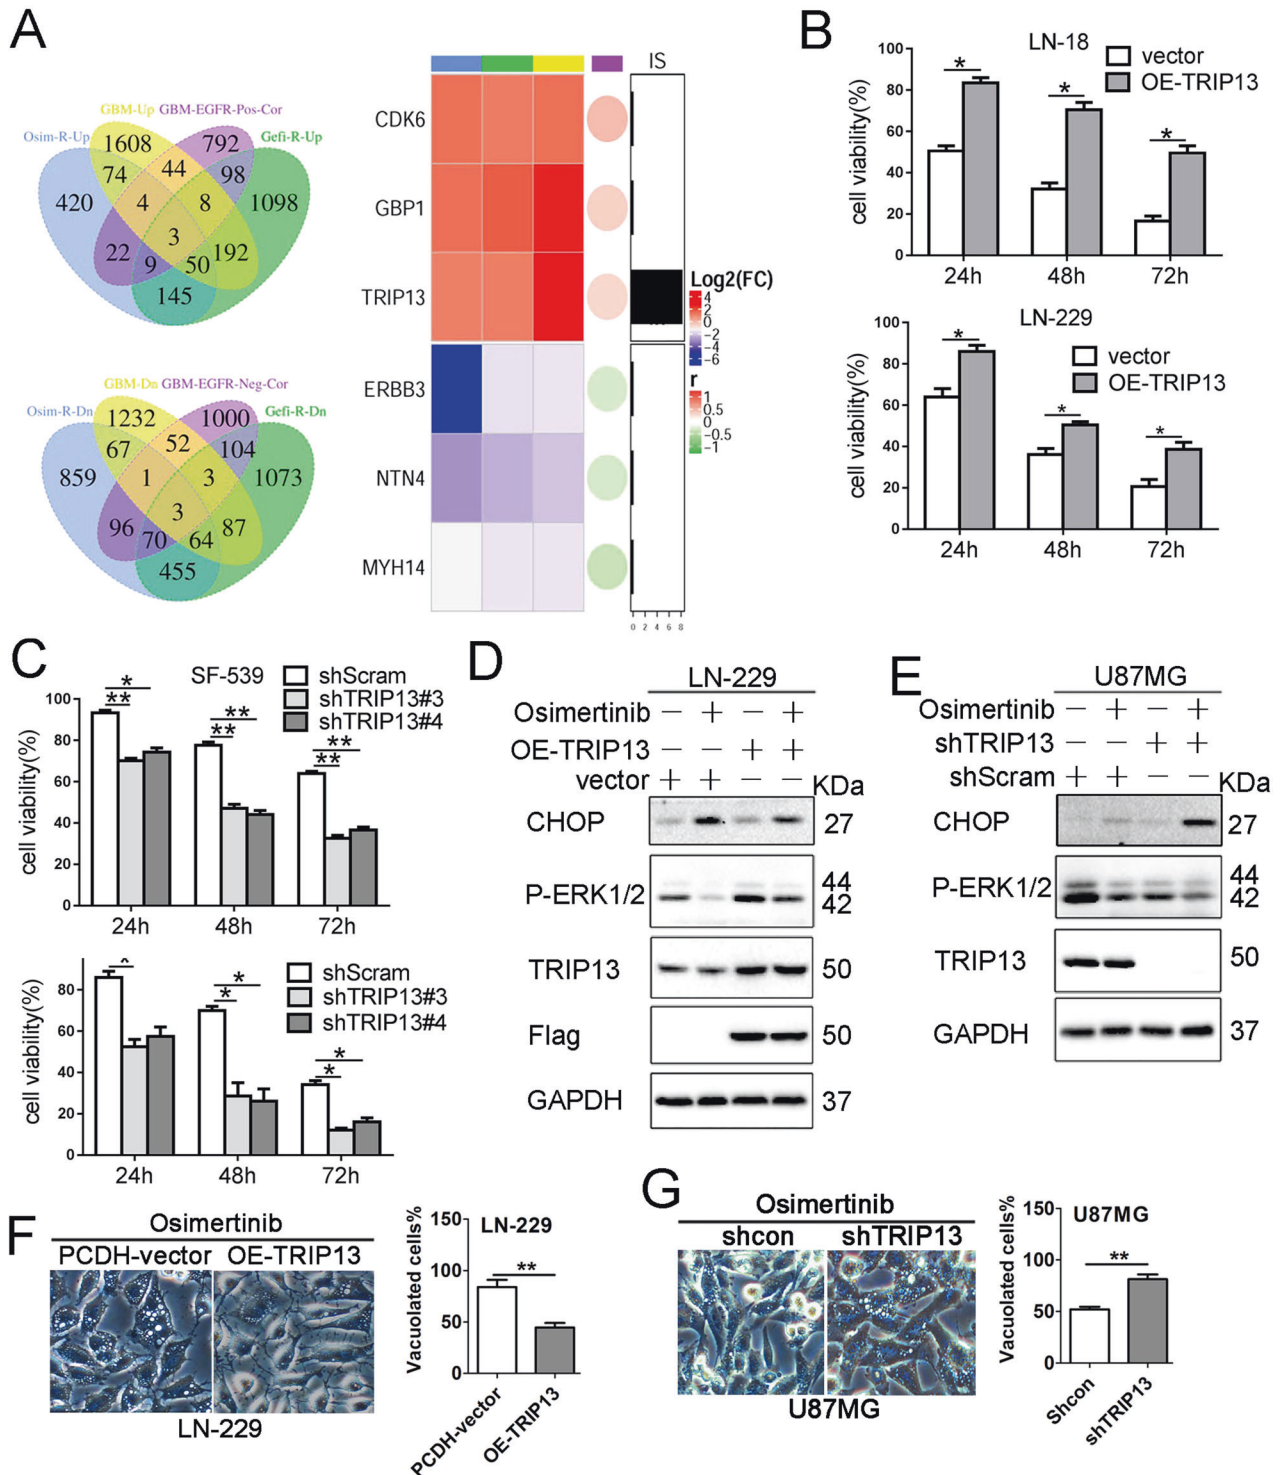 A
GBM-Up GBM-EGFR-Pos-Cor
Osim-R-Up Gefi-R-Up
1608 792
74 44 98
420 4 8 1098
3
22 9 50 192
145
GBM-Dn GBM-EGFR-Neg-Cor
Osim-R-Dn Gefi-R-Dn
1232 1000
67 52 104
859 1 3 1073
3
96 70 64 87
455
IS
CDK6
GBP1
TRIP13
ERBB3
NTN4
MYH14
0 2 4 6 8
Log2(FC)
4
2
0
-2
-4
-6
r
1
0.5
0
-0.5
-1
B
LN-18
vector
OE-TRIP13
cell viability(%)
100
80
60
40
20
0
* * *
24h 48h 72h
LN-229
vector
OE-TRIP13
cell viability(%)
100
80
60
40
20
0
* * *
24h 48h 72h
C
SF-539
shScram
shTRIP13#3
shTRIP13#4
cell viability(%)
100
80
60
40
20
0
* ** **
** ** **
24h 48h 72h
shScram
shTRIP13#3
shTRIP13#4
cell viability(%)
80
60
40
20
0
* *
* *
24h 48h 72h
D
LN-229
Osimertinib − + − +
OE-TRIP13 − − + +
vector + + − − KDa
CHOP 27
P-ERK1/2 44
42
TRIP13 50
Flag 50
GAPDH 37
E
U87MG
Osimertinib − + − +
shTRIP13 − − + +
shScram + + − − KDa
CHOP 27
P-ERK1/2 44
42
TRIP13 50
GAPDH 37
F
Osimertinib
PCDH-vector OE-TRIP13
LN-229
LN-229
Vacuolated cells%
150
100
50
0
**
PCDH-vector
OE-TRIP13
G
Osimertinib
shcon shTRIP13
U87MG
U87MG
Vacuolated cells%
150
100
50
0
**
Shcon
shTRIP13